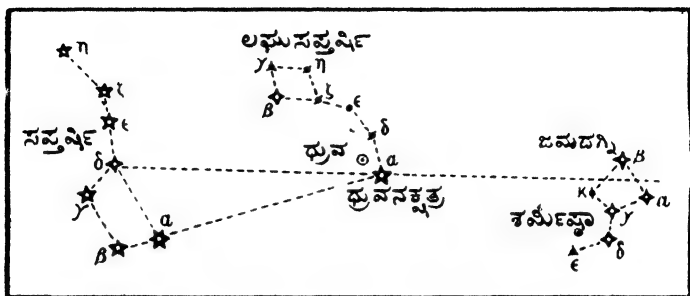 ಲಘುಸಪ್ತರ್ಷಿ
η
γ η
ζ
β ζ ε
ε
ಸಪ್ತರ್ಷಿ
δ
ಧ್ರುವ
ಜಮದಗ್ನಿ
δ
α
β
ಧ್ರುವನಕ್ಷತ್ರ
κ
α
γ
γ
ಶರ್ಮಿಷ್ಠಾ
α
β
δ
ε